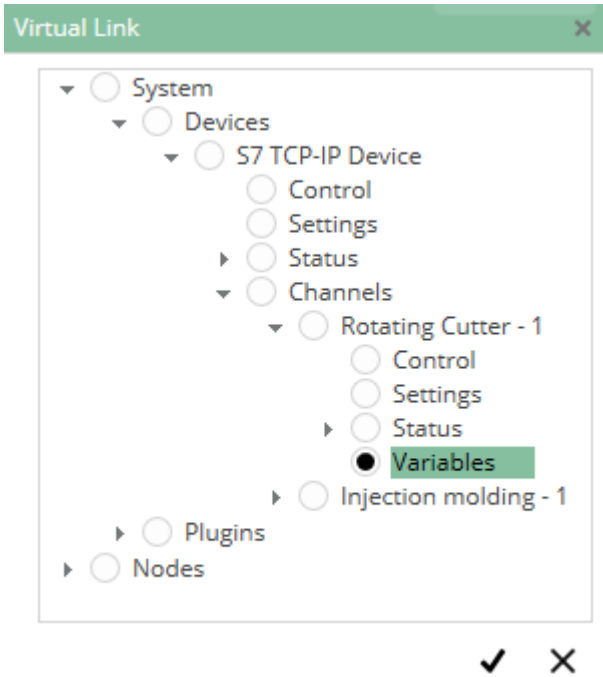 Virtual Link
System
Devices
S7 TCP-IP Device
Control
Settings
Status
Channels
Rotating Cutter - 1
Control
Settings
Status
Variables
Injection molding - 1
Plugins
Nodes